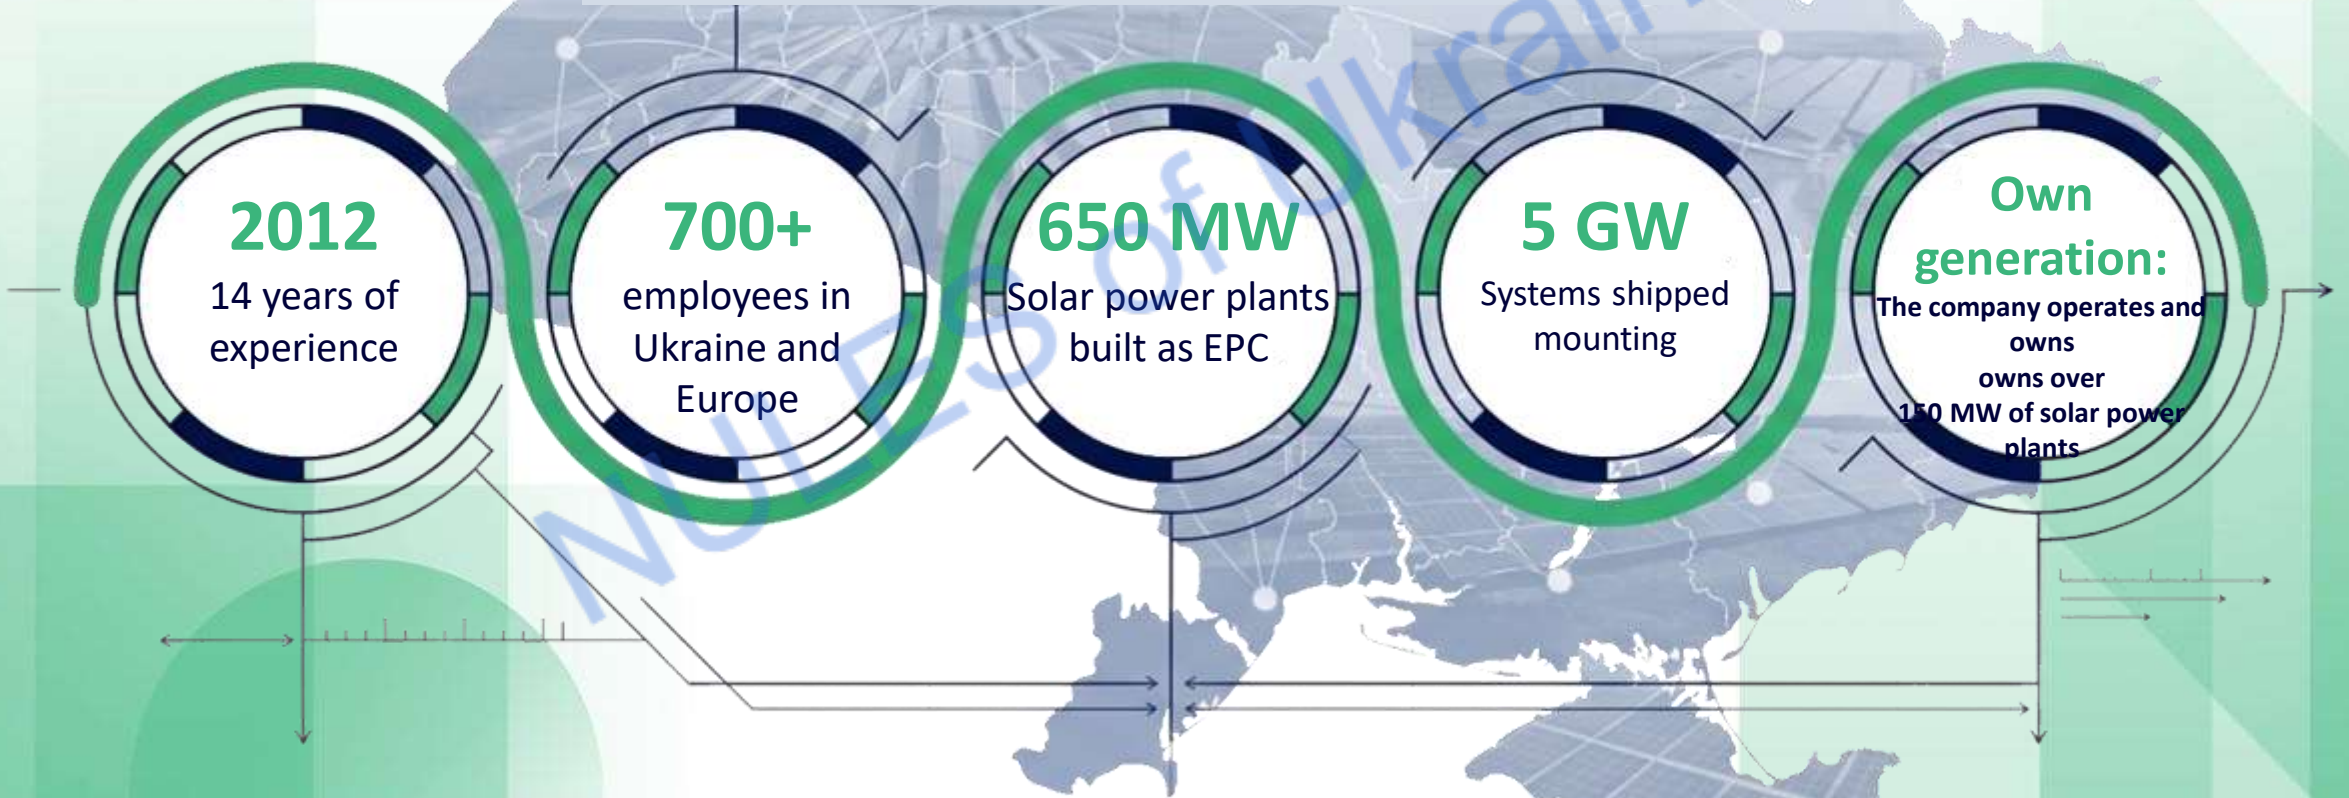 2012
14 years of
experience
700+
employees in
Ukraine and
Europe
650 MW
Solar power plants
built as EPC
5 GW
Systems shipped
mounting
Own
generation:
The company operates and
owns
owns over
150 MW of solar power
plants
NULES of Ukraine